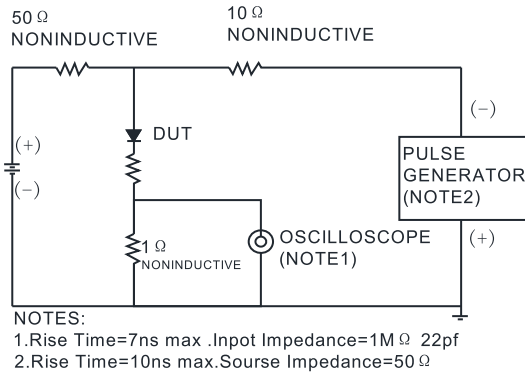 50 Ω
NONINDUCTIVE
10 Ω
NONINDUCTIVE
(+)
(−)
DUT
1 Ω
NONINDUCTIVE
OSCILLOSCOPE
(NOTE1)
(−)
PULSE
GENERATOR
(NOTE2)
(+)
NOTES:
1.Rise Time=7ns max .Inpot Impedance=1M Ω 22pf
2.Rise Time=10ns max.Sourse Impedance=50 Ω